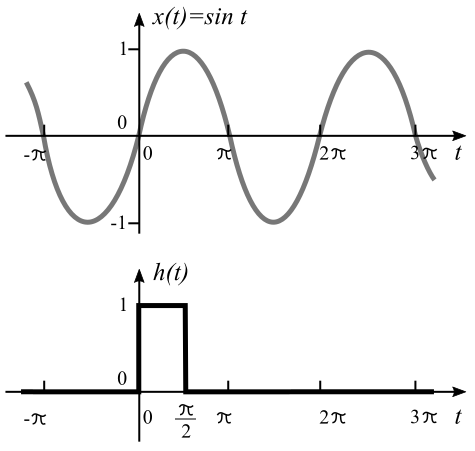 x(t)=sin t
1
0
-π 0 π 2π 3π t
-1
h(t)
1
0
-π 0 π/2 π 2π 3π t